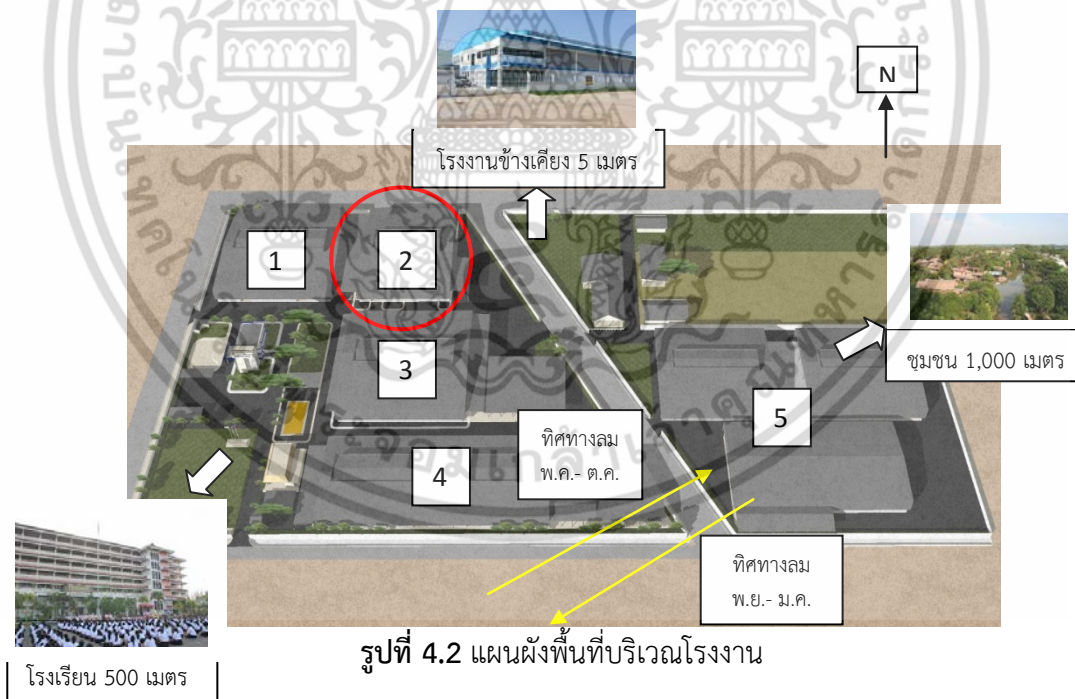 N
โรงงานข้างเคียง 5 เมตร
1
2
3
4
5
ชุมชน 1,000 เมตร
ทิศทางลม
พ.ค.- ต.ค.
ทิศทางลม
พ.ย.- ม.ค.
โรงเรียน 500 เมตร
รูปที่ 4.2 แผนผังพื้นที่บริเวณโรงงาน